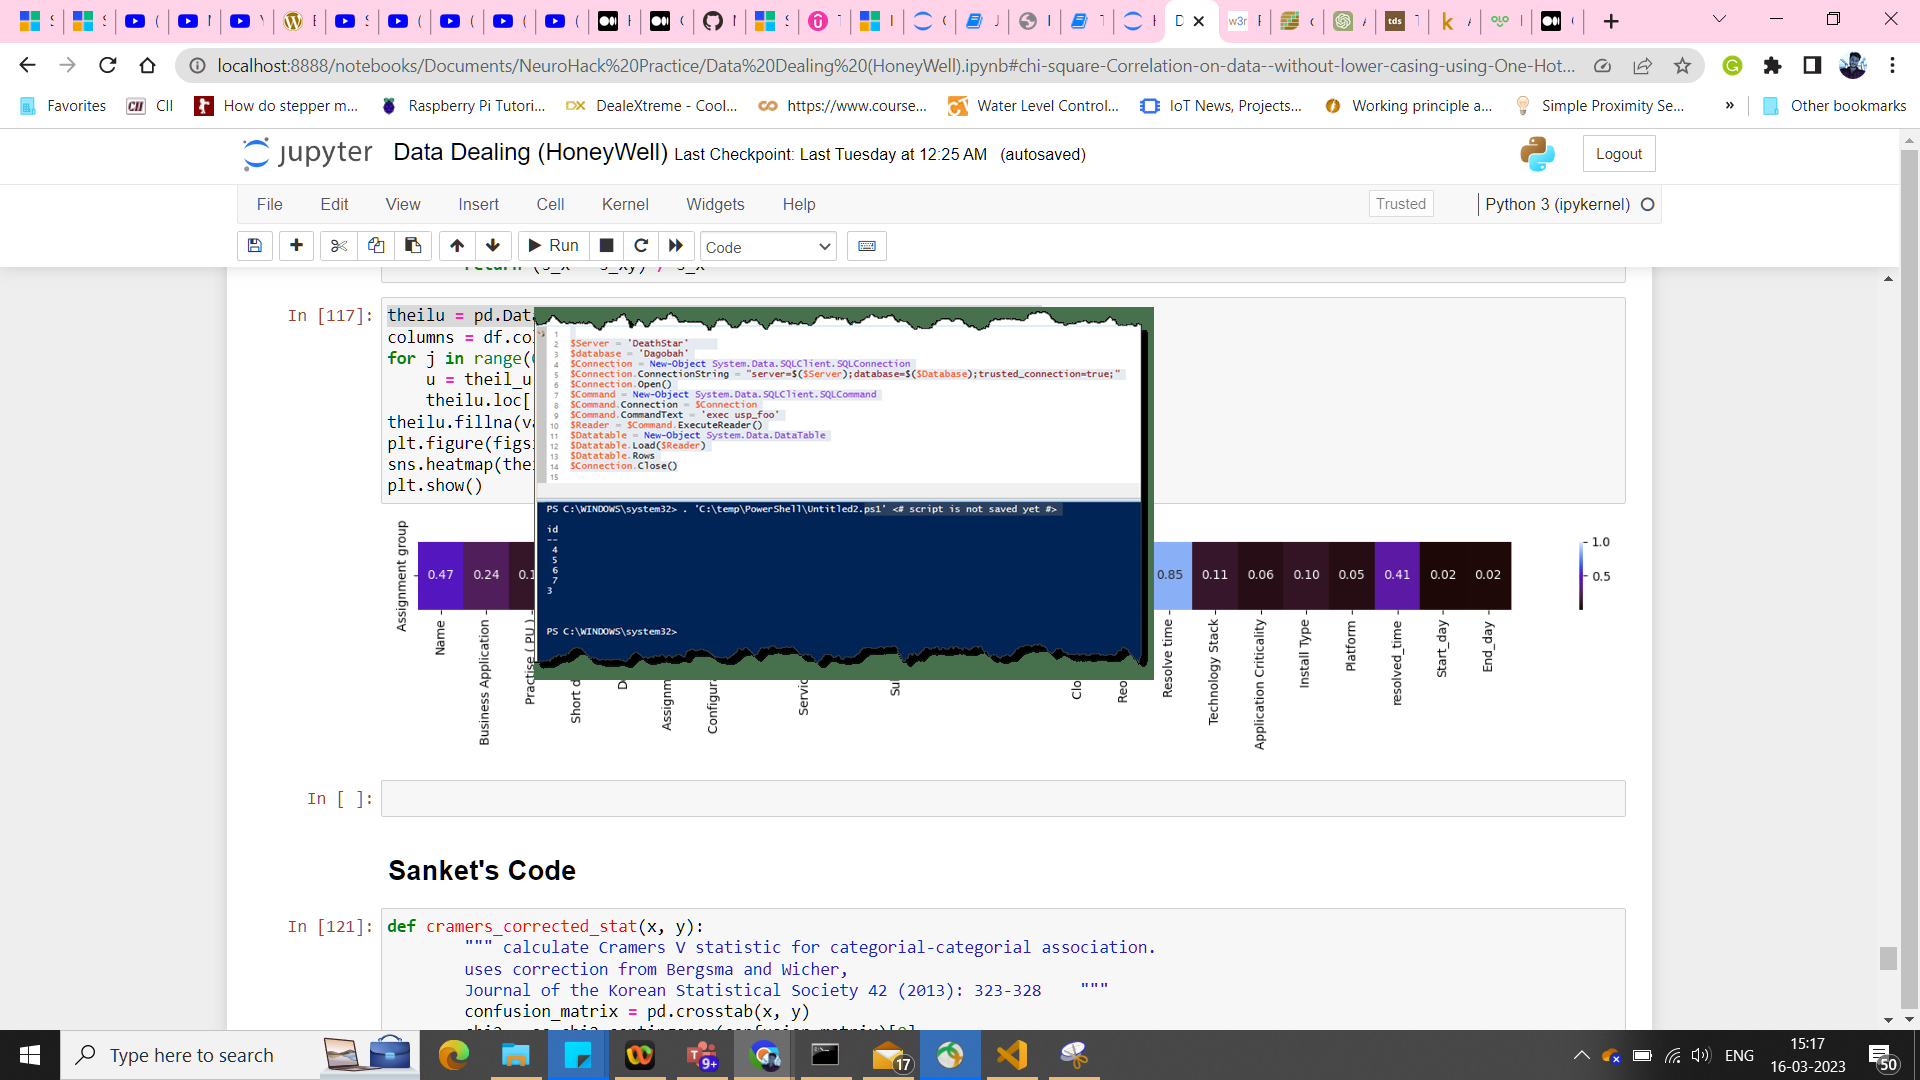 S
S
(
V
E
S
(
(
(
(
S
T
I
C
J
T
D
w3r
c
A
tds
T
k
A
OLO
localhost:8888/notebooks/Documents/NeuroHack%20Practice/Data%20Dealing%20(HoneyWell).ipynb#chi-square-Correlation-on-data--without-lower-casing-using-One-Hot...
Favorites CII How do stepper m... Raspberry Pi Tutori... DX DealeXtreme - Cool... https://www.course... Water Level Control... IoT News, Projects... Working principle a... Simple Proximity Se... » Other bookmarks
jupyter Data Dealing (HoneyWell) Last Checkpoint: Last Tuesday at 12:25 AM (autosaved) Logout
File Edit View Insert Cell Kernel Widgets Help Trusted Python 3 (ipykernel)
Run Code
In [117]:
theilu = pd.Dat
columns = df.co
for j in range(
u = theil_u
theilu.loc[
theilu.fillna(v
plt.figure(figs
sns.heatmap(the
plt.show()
1
2 $Server = 'DeathStar'
3 $database = 'Dagobah'
4 $Connection = New-Object System.Data.SQLClient.SQLConnection
5 $Connection.ConnectionString = "server=$($Server);database=$($Database);trusted_connection=true;"
6 $Connection.Open()
7 $Command = New-Object System.Data.SQLClient.SQLCommand
8 $Command.Connection = $Connection
9 $Command.CommandText = 'exec usp_foo'
10 $Reader = $Command.ExecuteReader()
11 $Datatable = New-Object System.Data.DataTable
12 $Datatable.Load($Reader)
13 $Datatable.Rows
14 $Connection.Close()
15
PS C:\WINDOWS\system32> . 'C:\temp\PowerShell\Untitled2.ps1' <# script is not saved yet #>
id
--
4
5
6
7
3
PS C:\WINDOWS\system32>
Assignment group
0.47 0.24 0.1 0.85 0.11 0.06 0.10 0.05 0.41 0.02 0.02
1.0
0.5
Name
Business Application
Practise ( PU )
Short d
D
Assignm
Configura
Servic
Su
Clo
Reo
Resolve time
Technology Stack
Application Criticality
Install Type
Platform
resolved_time
Start_day
End_day
In [ ]:
Sanket's Code
In [121]:
def cramers_corrected_stat(x, y):
""" calculate Cramers V statistic for categorial-categorial association.
uses correction from Bergsma and Wicher,
Journal of the Korean Statistical Society 42 (2013): 323-328 """
confusion_matrix = pd.crosstab(x, y)
Type here to search
9+
17
ENG
15:17
16-03-2023
50